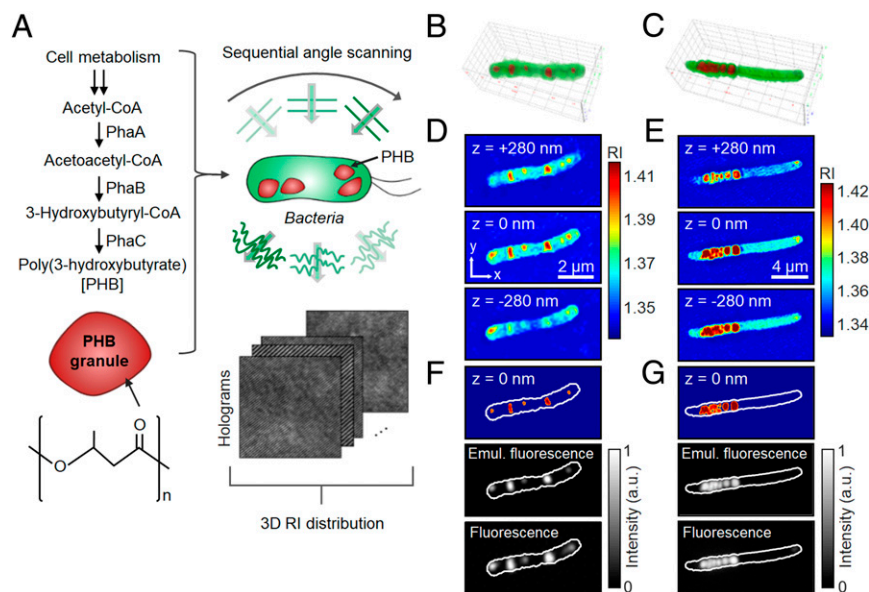 A
Cell metabolism
Acetyl-CoA
PhaA
Acetoacetyl-CoA
PhaB
3-Hydroxybutyryl-CoA
PhaC
Poly(3-hydroxybutyrate)
[PHB]
PHB
granule
O
O
n
Sequential angle scanning
PHB
Bacteria
Holograms
...
3D RI distribution
B
C
D
z = +280 nm
z = 0 nm
y
x
2 µm
z = -280 nm
RI
1.41
1.39
1.37
1.35
E
z = +280 nm
z = 0 nm
4 µm
z = -280 nm
RI
1.42
1.40
1.38
1.36
1.34
F
z = 0 nm
Emul. fluorescence
Fluorescence
1
Intensity (a.u.)
0
G
z = 0 nm
Emul. fluorescence
Fluorescence
1
Intensity (a.u.)
0